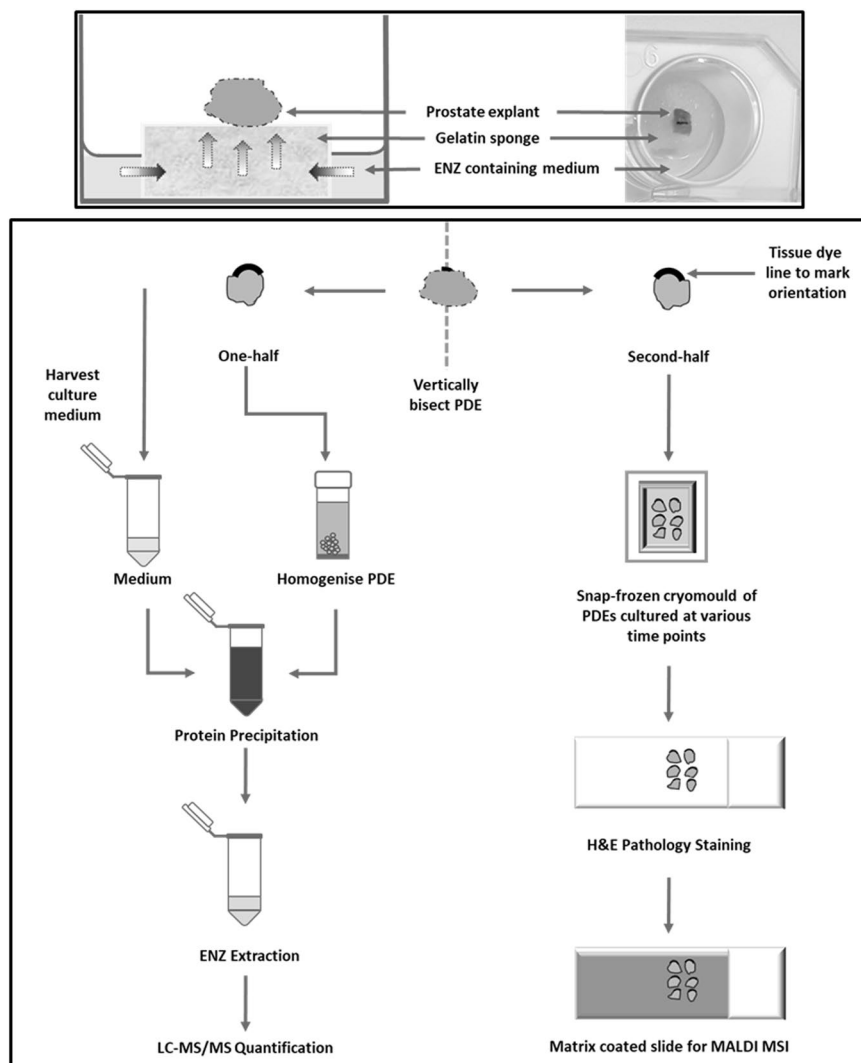 6
Prostate explant
Gelatin sponge
ENZ containing medium
Tissue dye
line to mark
orientation
One-half
Second-half
Harvest
culture
medium
Vertically
bisect PDE
Medium
Homogenise PDE
Snap-frozen cryomould of
PDEs cultured at various
time points
Protein Precipitation
H&E Pathology Staining
ENZ Extraction
LC-MS/MS Quantification
Matrix coated slide for MALDI MSI